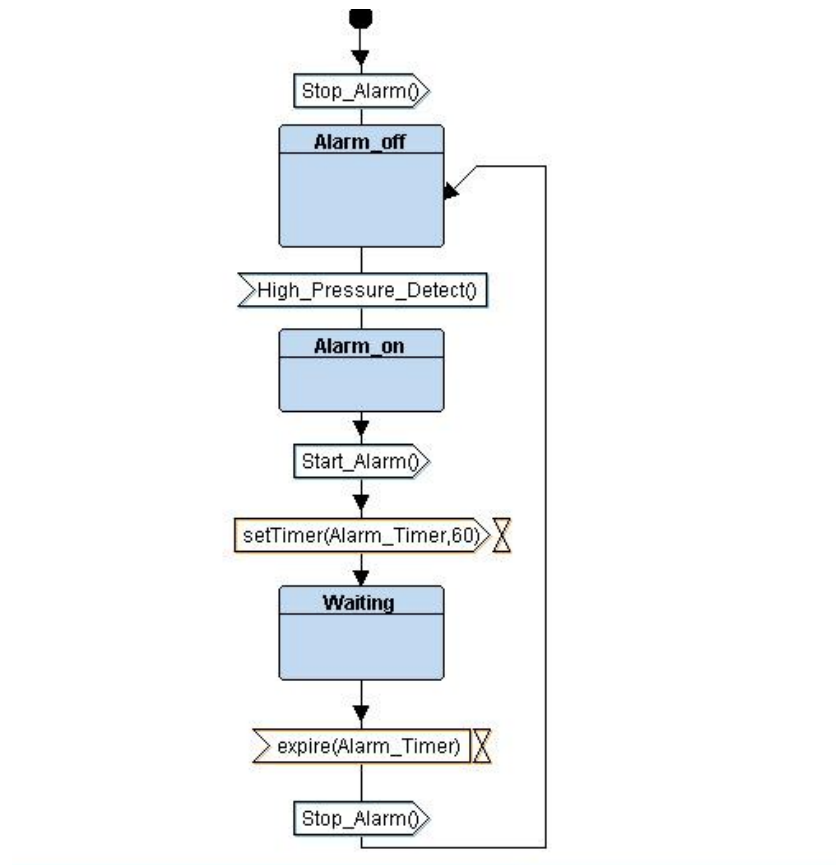 Stop_Alarm()
Alarm_off
High_Pressure_Detect()
Alarm_on
Start_Alarm()
setTimer(Alarm_Timer,60)
Waiting
expire(Alarm_Timer)
Stop_Alarm()